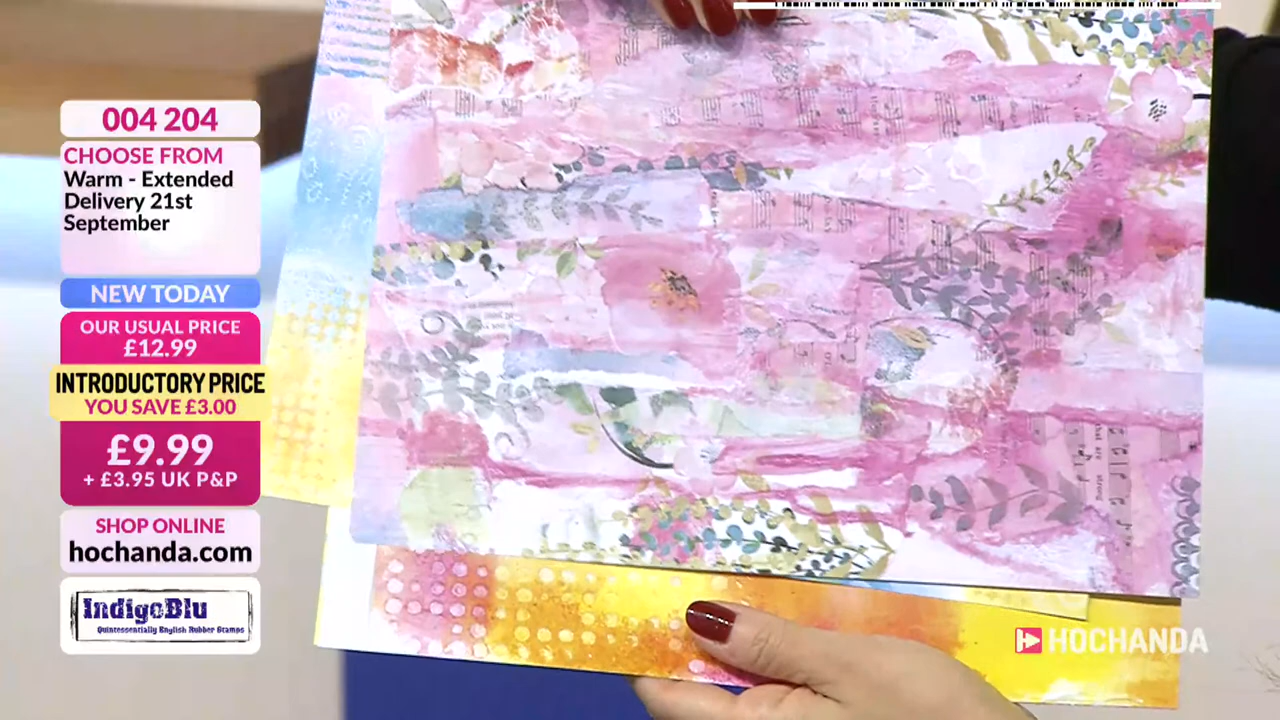 004 204
CHOOSE FROM
Warm - Extended
Delivery 21st
September
NEW TODAY
OUR USUAL PRICE
£12.99
INTRODUCTORY PRICE
YOU SAVE £3.00
£9.99
+ £3.95 UK P&P
SHOP ONLINE
hochanda.com
IndigoBlu
Quintessentially English Rubber Stamps
HOCHANDA